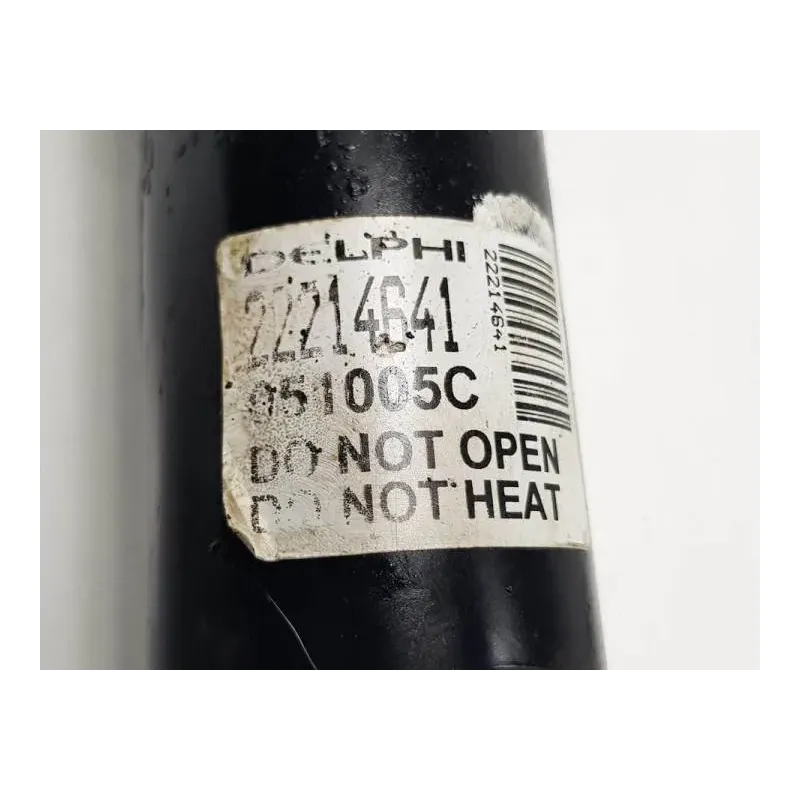 DELPHI
22214641
051005C
DO NOT OPEN
DO NOT HEAT
22214641